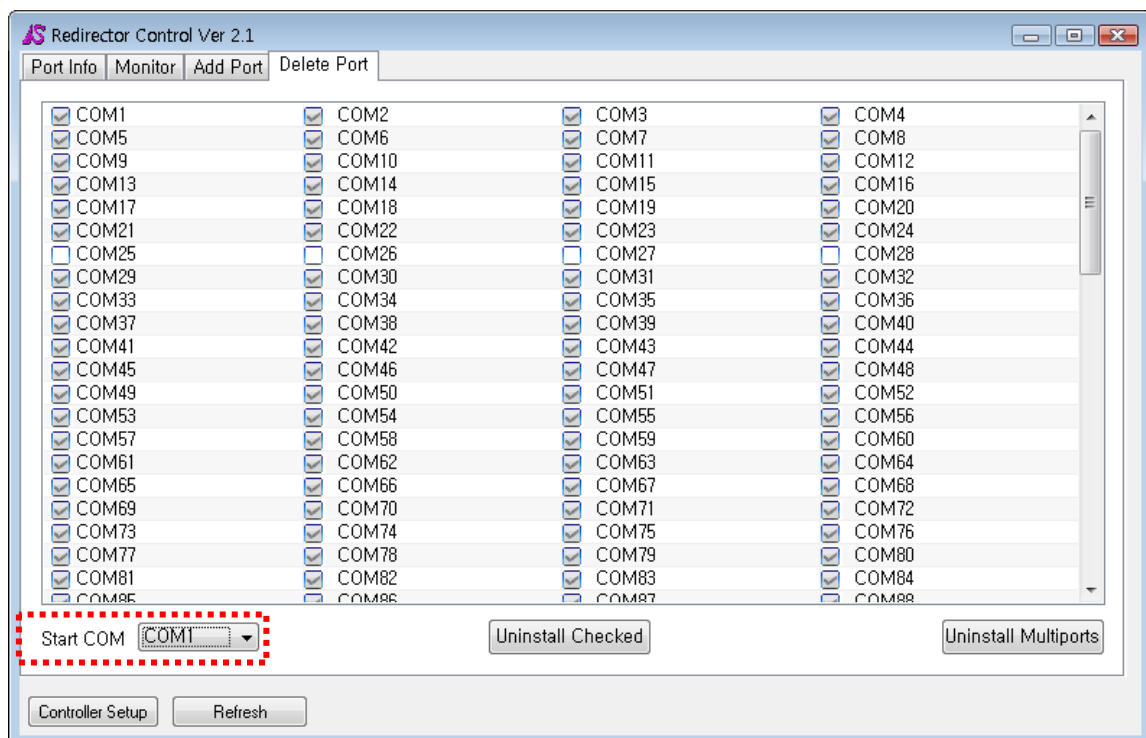 Redirector Control Ver 2.1
Port Info Monitor Add Port Delete Port
COM1 COM2 COM3 COM4
COM5 COM6 COM7 COM8
COM9 COM10 COM11 COM12
COM13 COM14 COM15 COM16
COM17 COM18 COM19 COM20
COM21 COM22 COM23 COM24
COM25 COM26 COM27 COM28
COM29 COM30 COM31 COM32
COM33 COM34 COM35 COM36
COM37 COM38 COM39 COM40
COM41 COM42 COM43 COM44
COM45 COM46 COM47 COM48
COM49 COM50 COM51 COM52
COM53 COM54 COM55 COM56
COM57 COM58 COM59 COM60
COM61 COM62 COM63 COM64
COM65 COM66 COM67 COM68
COM69 COM70 COM71 COM72
COM73 COM74 COM75 COM76
COM77 COM78 COM79 COM80
COM81 COM82 COM83 COM84
COM85 COM86 COM87 COM88
Start COM COM1 Uninstall Checked Uninstall Multiports
Controller Setup Refresh